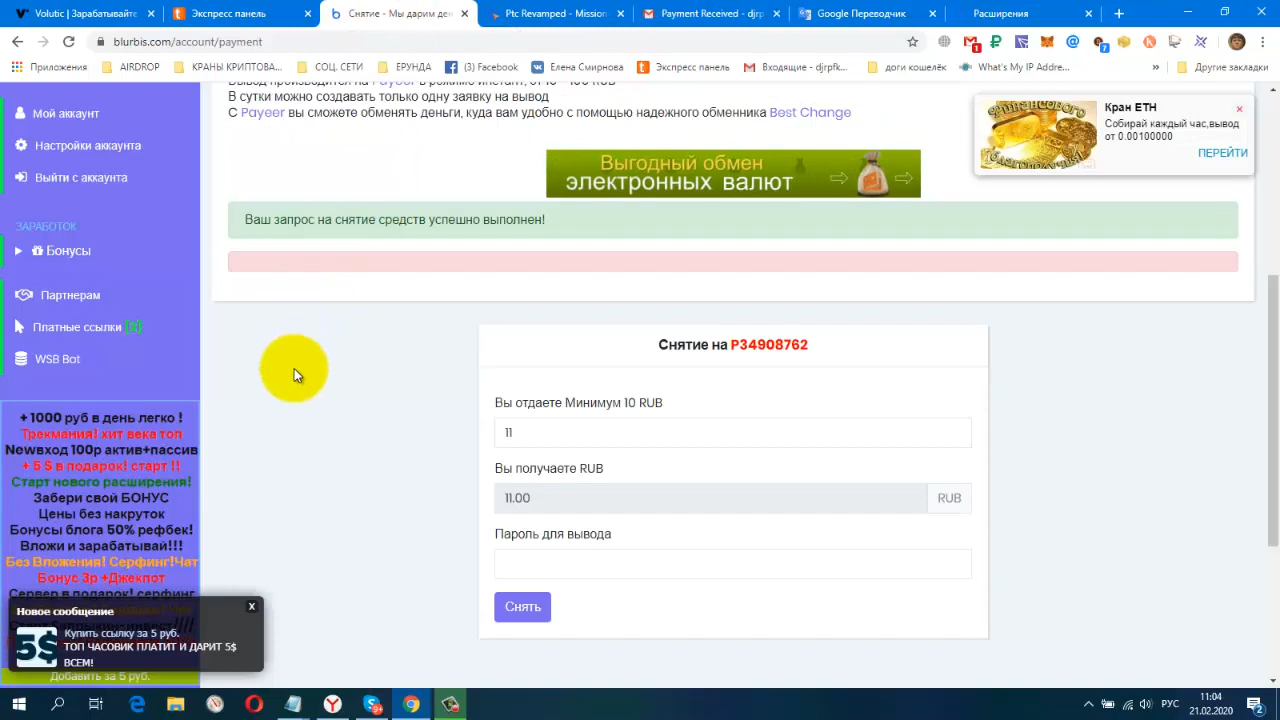 Volutic | Зарабатывайте
Экспресс панель
Снятие - Мы дарим ден
Ptc Revamped - Mission
Payment Received - djrp
Google Переводчик
Расширения
blurbis.com/account/payment
Приложения
AIRDROP
КРАНЫ КРИПТОВА...
СОЦ. СЕТИ
ЕРУНДА
(3) Facebook
Елена Смирнова
Экспресс панель
Входящие - djrpfk...
доги кошелёк
What's My IP Addre...
»
Другие закладки
Мой аккаунт
Настройки аккаунта
Выйти с аккаунта
ЗАРАБОТОК
Бонусы
Партнерам
Платные ссылки
WSB Bot
+ 1000 руб в день легко !
Трекмания! хит века топ
Newвход 100р актив+пассив
+ 5 $ в подарок! старт !!
Старт нового расширения!
Забери свой БОНУС
Цены без накруток
Бонусы блога 50% рефбек!
Вложи и зарабатывай!!!
Без Вложения! Серфинг!Чат
Бонус 3р +Джекпот
Сервер в подарок! серфинг
Новое сообщение
X
5$
Купить ссылку за 5 руб.
ТОП ЧАСОВИК ПЛАТИТ И ДАРИТ 5$
ВСЕМ!
Добавить за 5 руб.
В сутки можно создавать только одну заявку на вывод
С Payeer вы сможете обменять деньги, куда вам удобно с помощью надежного обменника Best Change
Выгодный обмен
электронных валют
Ваш запрос на снятие средств успешно выполнен!
Снятие на P34908762
Вы отдаете Минимум 10 RUB
11
Вы получаете RUB
11.00
RUB
Пароль для вывода
Снять
ФИНАНСОВОГО
БЛАГОПОЛУЧИЯ
Кран ETH
Собирай каждый час,вывод
от 0.00100000
ПЕРЕЙТИ
РУС
11:04
21.02.2020
2